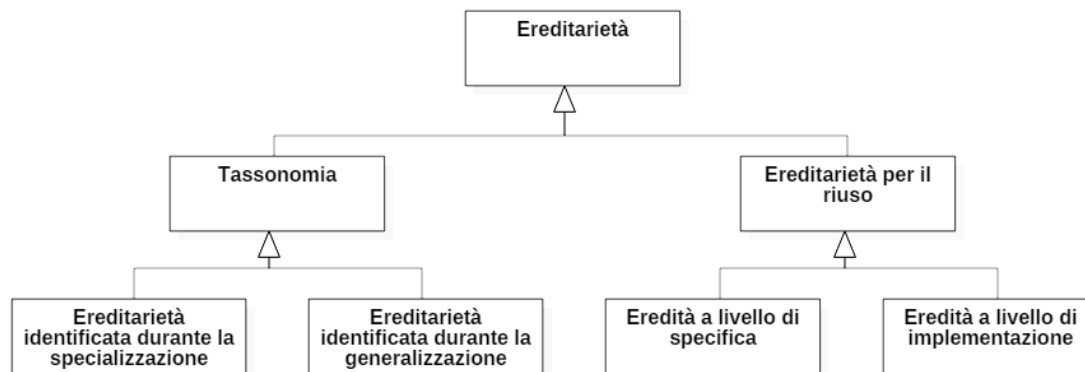 Ereditarietà
Tassonomia
Ereditarietà per il
riuso
Ereditarietà
identificata durante la
specializzazione
Ereditarietà
identificata durante la
generalizzazione
Eredità a livello di
specifica
Eredità a livello di
implementazione